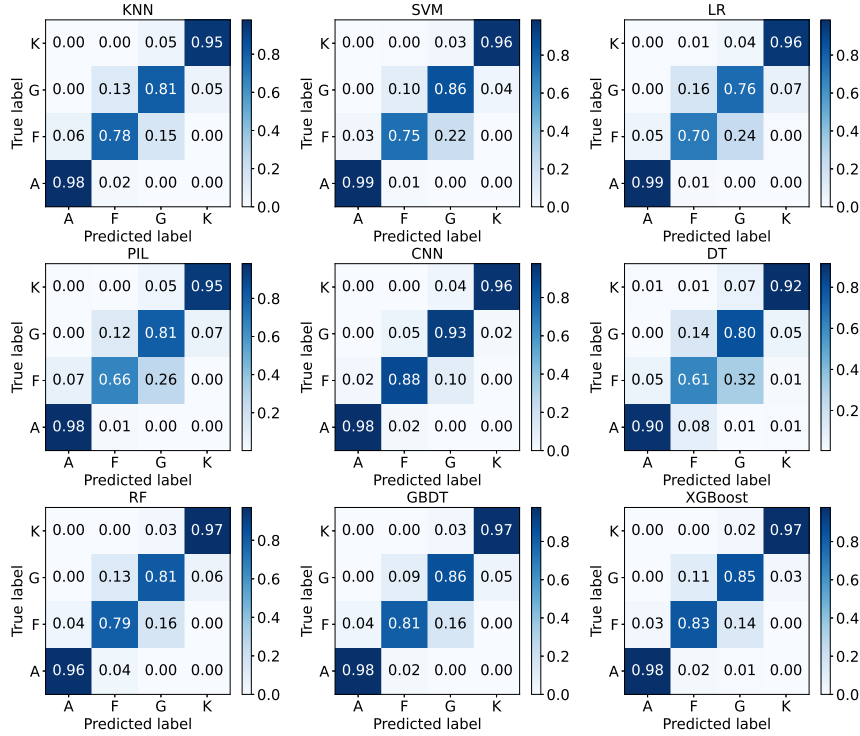 KNN
K 0.00 0.00 0.05 0.95
G 0.00 0.13 0.81 0.05
F 0.06 0.78 0.15 0.00
A 0.98 0.02 0.00 0.00
A F G K
Predicted label
True label
0.8
0.6
0.4
0.2
0.0
SVM
K 0.00 0.00 0.03 0.96
G 0.00 0.10 0.86 0.04
F 0.03 0.75 0.22 0.00
A 0.99 0.01 0.00 0.00
A F G K
Predicted label
True label
0.8
0.6
0.4
0.2
0.0
LR
K 0.00 0.01 0.04 0.96
G 0.00 0.16 0.76 0.07
F 0.05 0.70 0.24 0.00
A 0.99 0.01 0.00 0.00
A F G K
Predicted label
True label
0.8
0.6
0.4
0.2
0.0
PIL
K 0.00 0.00 0.05 0.95
G 0.00 0.12 0.81 0.07
F 0.07 0.66 0.26 0.00
A 0.98 0.01 0.00 0.00
A F G K
Predicted label
True label
0.8
0.6
0.4
0.2
CNN
K 0.00 0.00 0.04 0.96
G 0.00 0.05 0.93 0.02
F 0.02 0.88 0.10 0.00
A 0.98 0.02 0.00 0.00
A F G K
Predicted label
True label
0.8
0.6
0.4
0.2
0.0
DT
K 0.01 0.01 0.07 0.92
G 0.00 0.14 0.80 0.05
F 0.05 0.61 0.32 0.01
A 0.90 0.08 0.01 0.01
A F G K
Predicted label
True label
0.8
0.6
0.4
0.2
RF
K 0.00 0.00 0.03 0.97
G 0.00 0.13 0.81 0.06
F 0.04 0.79 0.16 0.00
A 0.96 0.04 0.00 0.00
A F G K
Predicted label
True label
0.8
0.6
0.4
0.2
0.0
GBDT
K 0.00 0.00 0.03 0.97
G 0.00 0.09 0.86 0.05
F 0.04 0.81 0.16 0.00
A 0.98 0.02 0.00 0.00
A F G K
Predicted label
True label
0.8
0.6
0.4
0.2
0.0
XGBoost
K 0.00 0.00 0.02 0.97
G 0.00 0.11 0.85 0.03
F 0.03 0.83 0.14 0.00
A 0.98 0.02 0.01 0.00
A F G K
Predicted label
True label
0.8
0.6
0.4
0.2
0.0